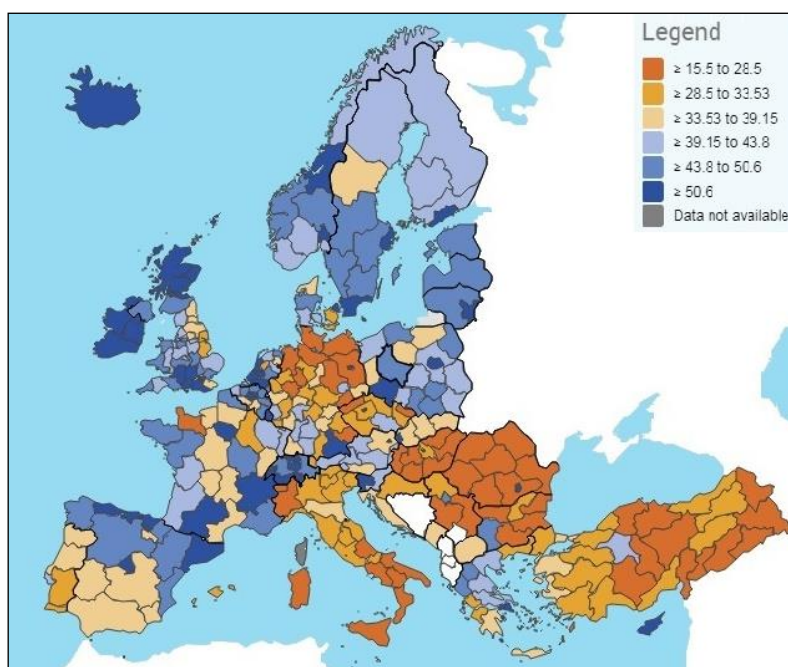 Legend
≥ 15.5 to 28.5
≥ 28.5 to 33.53
≥ 33.53 to 39.15
≥ 39.15 to 43.8
≥ 43.8 to 50.6
≥ 50.6
Data not available